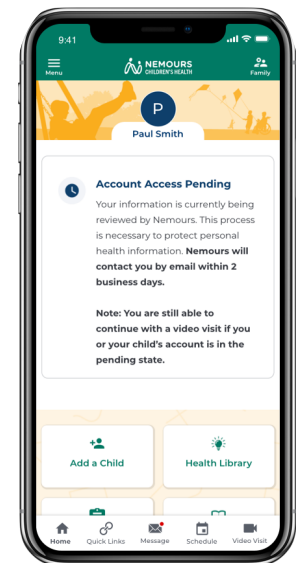 9:41
Menu
NEMOURS
CHILDREN'S HEALTH
Family
P
Paul Smith
Account Access Pending
Your information is currently being
reviewed by Nemours. This process
is necessary to protect personal
health information. Nemours will
contact you by email within 2
business days.
Note: You are still able to
continue with a video visit if you
or your child's account is in the
pending state.
Add a Child
Health Library
Home
Quick Links
Message
Schedule
Video Visit